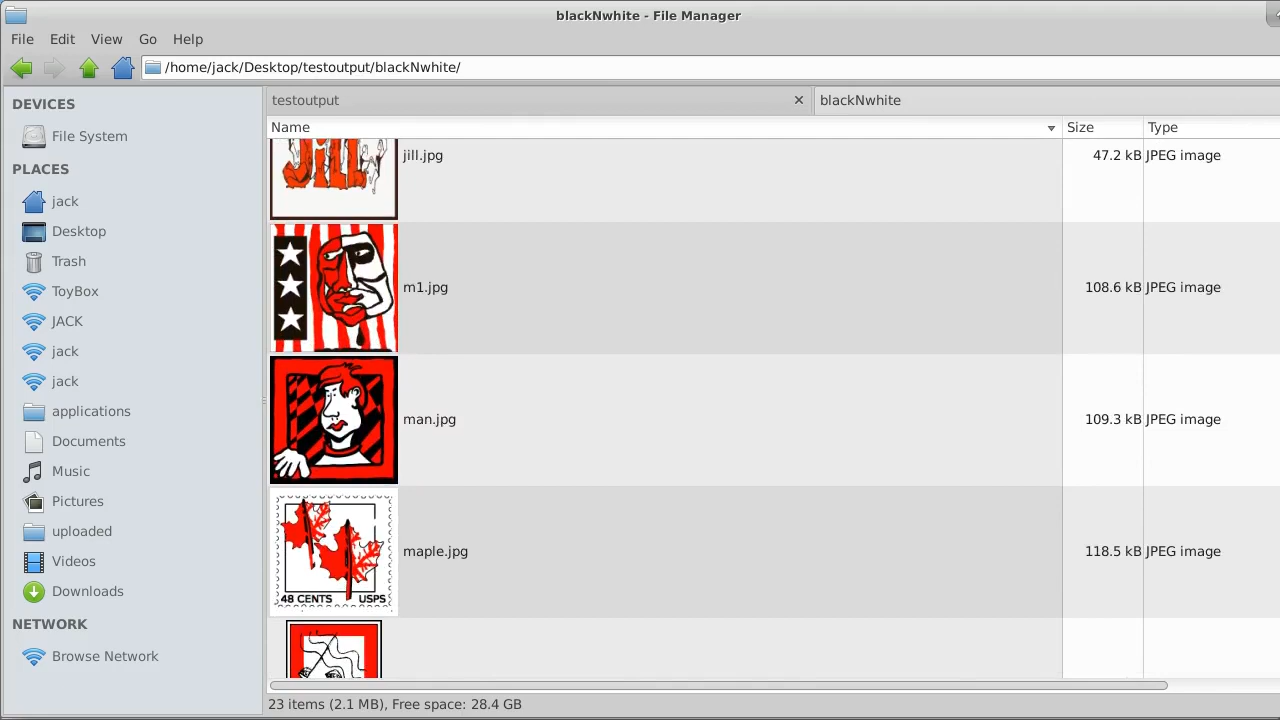 blackNwhite - File Manager
File Edit View Go Help
/home/jack/Desktop/testoutput/blackNwhite/
DEVICES
File System
PLACES
jack
Desktop
Trash
ToyBox
JACK
jack
jack
applications
Documents
Music
Pictures
uploaded
Videos
Downloads
NETWORK
Browse Network
testoutput
blackNwhite
Name Size Type
JiLL
jill.jpg 47.2 kB JPEG image
m1.jpg 108.6 kB JPEG image
man.jpg 109.3 kB JPEG image
maple.jpg 118.5 kB JPEG image
48 CENTS USPS
23 items (2.1 MB), Free space: 28.4 GB